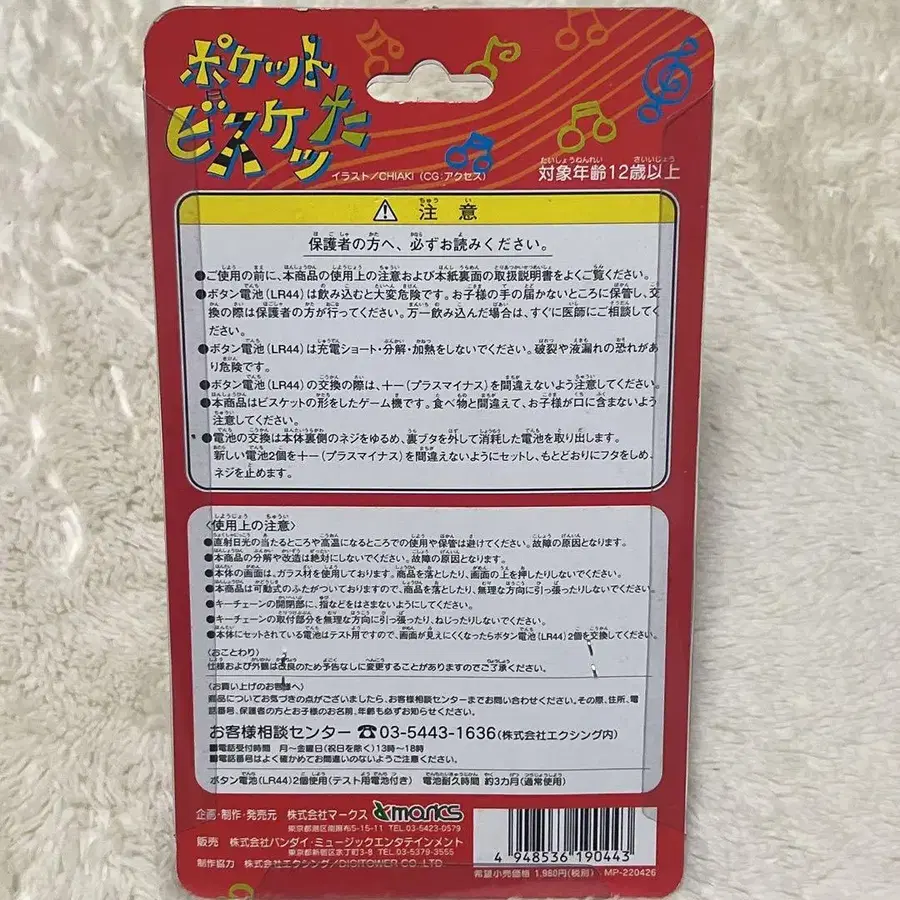 ポケット
ビスケッた
イラスト/CHIAKI (CG:アクセス)
対象年齢12歳以上
注意
保護者の方へ、必ずお読みください。
●ご使用の前に、本商品の使用上の注意および本紙裏面の取扱説明書をよくご覧ください。
●ボタン電池(LR44)は飲み込むと大変危険です。お子様の手の届かないところに保管し、交
換の際は保護者の方が行ってください。万一飲み込んだ場合は、すぐに医師にご相談してく
ださい。
●ボタン電池(LR44)は充電ショート・分解・加熱をしないでください。破裂や液漏れの恐れがあ
り危険です。
●ボタン電池(LR44)の交換の際は、+−(プラスマイナス)を間違えないよう注意してください。
●本商品はビスケットの形をしたゲーム機です。食べ物と間違えて、お子様が口に含まないよう
注意してください。
●電池の交換は本体裏側のネジをゆるめ、裏ブタを外して消耗した電池を取り出します。
新しい電池2個を+−(プラスマイナス)を間違えないようにセットし、もとどおりにフタをしめ、
ネジを止めます。
〈使用上の注意〉
●直射日光の当たるところや高温になるところでの使用や保管は避けてください。故障の原因となります。
●本商品の分解や改造は絶対にしないでください。故障の原因となります。
●本体の画面は、ガラス材を使用しております。商品を落としたり、画面の上を押したりしないでください。
●本商品は可動式のふたがついておりますので、商品を落としたり、無理な方向に引っ張ったりしないでください。
●キーチェーンの開閉部に、指などをはさまないようにしてください。
●キーチェーンの取付部分を無理な方向に引っ張ったり、ねじったりしないでください。
●本体にセットされている電池はテスト用ですので、画面が見えにくくなったらボタン電池(LR44)2個を交換してください。
〈おことわり〉
仕様および外観は改良のため予告なしに変更することがありますのでご了承ください。
〈お買い上げのお客様へ〉
商品についてお気づきの点がございましたら、お客様相談センターまでお問い合わせください。その際、住所、電
話番号、保護者の方とお子様のお名前、年齢も必ずお知らせください。
お客様相談センター ☎03-5443-1636(株式会社エクシング内)
■電話受付時間 月〜金曜日(祝日を除く)13時〜18時
■電話番号はよく確かめてお間違いのないようご注意ください。
ボタン電池(LR44)2個使用(テスト用電池付き) 電池耐久時間 約3カ月(通常使用)
企画・制作・発売元 株式会社マークス marks
東京都港区南麻布5-15-11 TEL.03-5423-0579
販売 株式会社バンダイ・ミュージックエンタテインメント
東京都新宿区末丁町3-8 TEL.03-5379-3555
制作協力 株式会社エクシング/DIGITOWER CO.,LTD.
4 948536 190443
希望小売価格 1,980円(税別) MP-220426